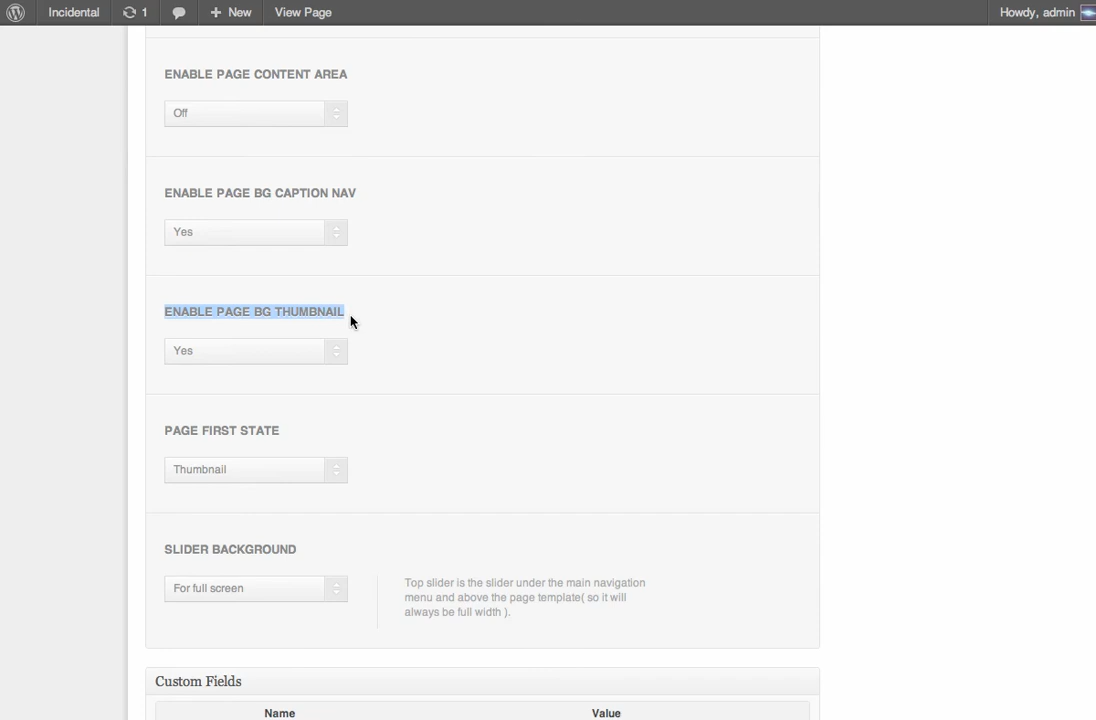 Incidental 1 New View Page Howdy, admin
ENABLE PAGE CONTENT AREA
Off
ENABLE PAGE BG CAPTION NAV
Yes
ENABLE PAGE BG THUMBNAIL
Yes
PAGE FIRST STATE
Thumbnail
SLIDER BACKGROUND
For full screen
Top slider is the slider under the main navigation
menu and above the page template( so it will
always be full width ).
Custom Fields
Name Value